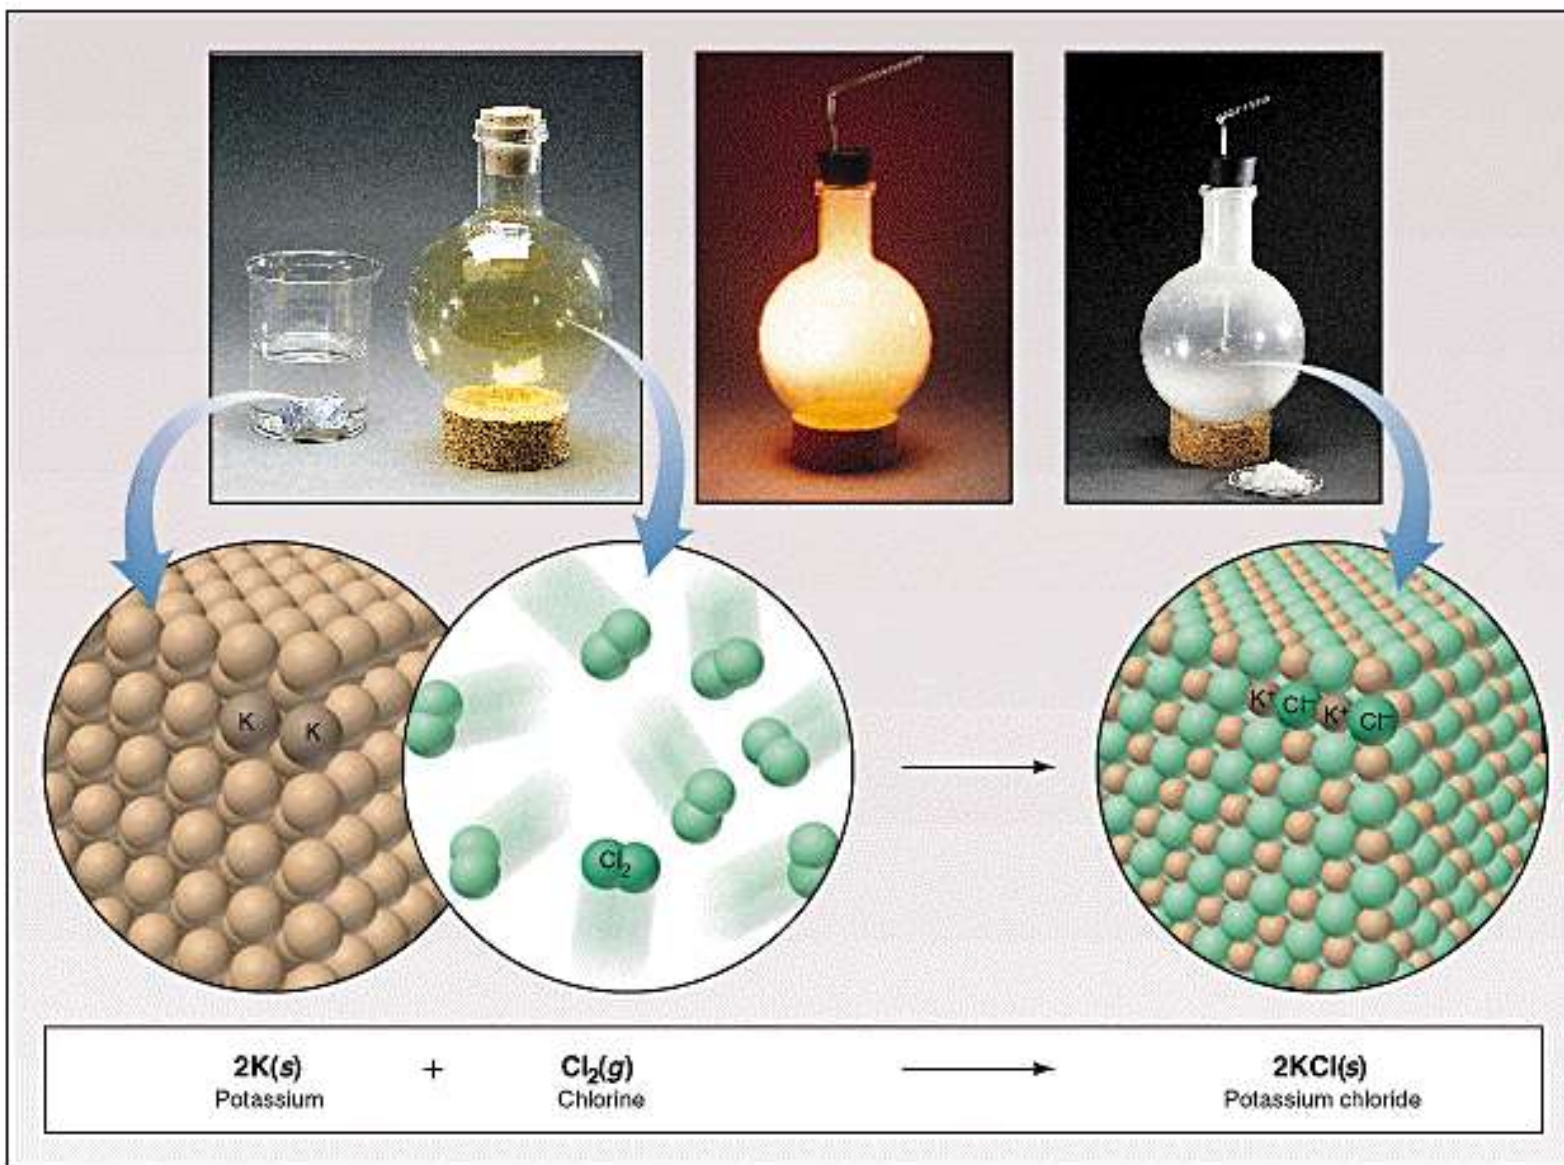 K K
Cl₂
K⁺ Cl⁻ K⁺ Cl⁻
2K(s) + Cl₂(g) → 2KCl(s)
Potassium Chlorine Potassium chloride